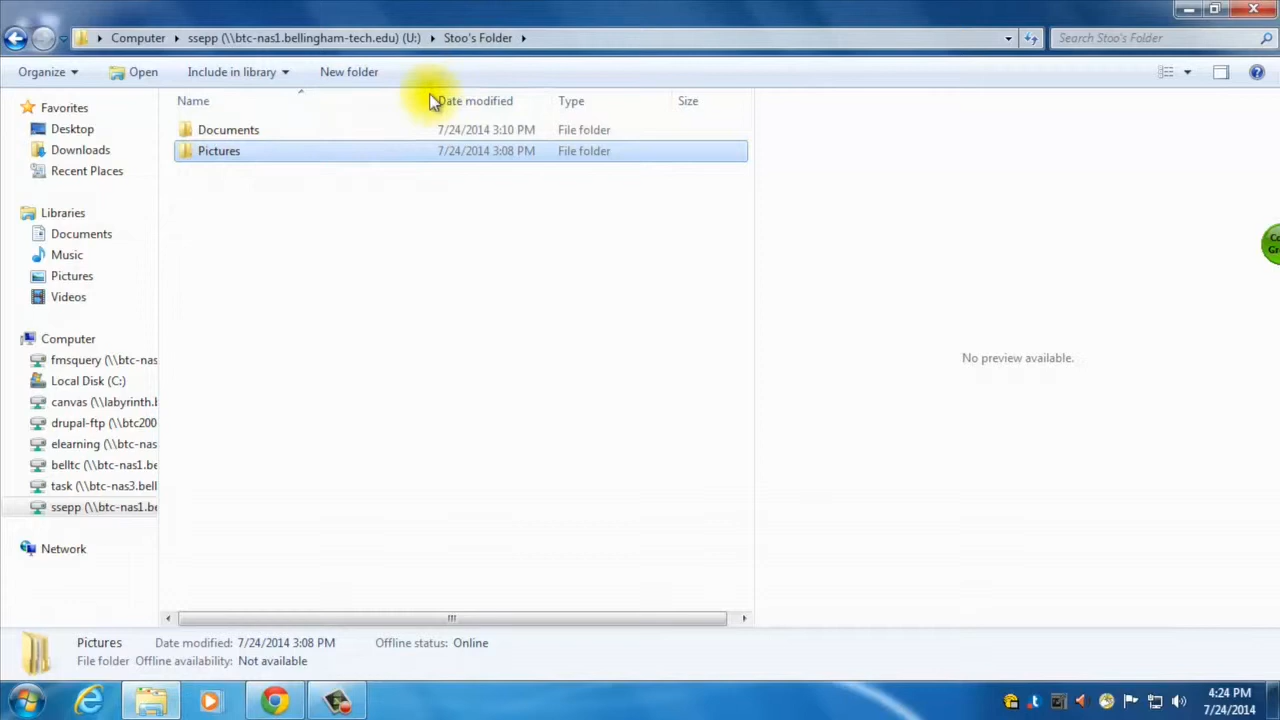 Computer ssepp (\\btc-nas1.bellingham-tech.edu) (U:) Stoo's Folder Search Stoo's Folder
Organize Open Include in library New folder
Name Date modified Type Size
Documents 7/24/2014 3:10 PM File folder
Pictures 7/24/2014 3:08 PM File folder
Favorites
Desktop
Downloads
Recent Places
Libraries
Documents
Music
Pictures
Videos
Computer
fmsquery (\\btc-nas
Local Disk (C:)
canvas (\\labyrinth.b
drupal-ftp (\\btc200
elearning (\\btc-nas
belltc (\\btc-nas1.be
task (\\btc-nas3.bell
ssepp (\\btc-nas1.be
Network
No preview available.
Pictures Date modified: 7/24/2014 3:08 PM Offline status: Online
File folder Offline availability: Not available
4:24 PM
7/24/2014